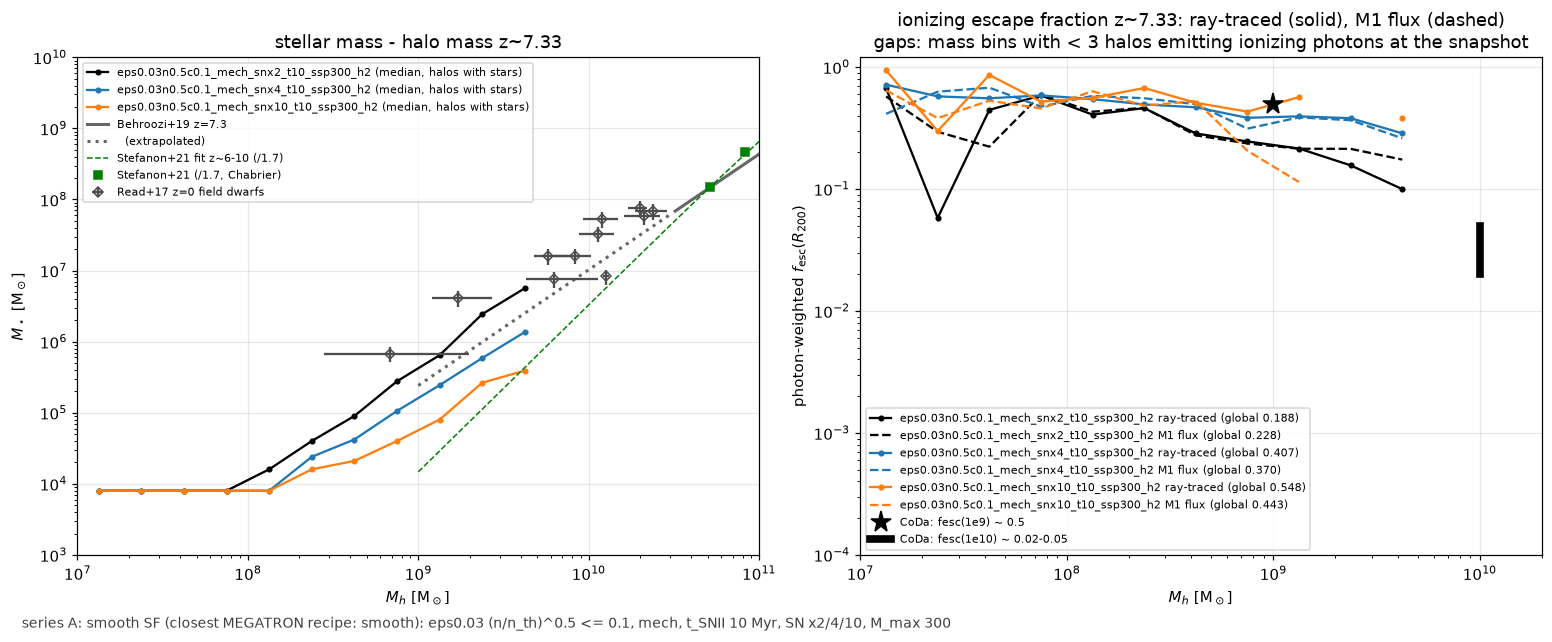 stellar mass - halo mass z~7.33
10^10
10^9
10^8
10^7
10^6
10^5
10^4
10^3
M⋆ [M⊙]
eps0.03n0.5c0.1_mech_snx2_t10_ssp300_h2 (median, halos with stars)
eps0.03n0.5c0.1_mech_snx4_t10_ssp300_h2 (median, halos with stars)
eps0.03n0.5c0.1_mech_snx10_t10_ssp300_h2 (median, halos with stars)
Behroozi+19 z=7.3
(extrapolated)
Stefanon+21 fit z~6-10 (/1.7)
Stefanon+21 (/1.7, Chabrier)
Read+17 z=0 field dwarfs
10^7
10^8
10^9
10^10
10^11
M_h [M⊙]
ionizing escape fraction z~7.33: ray-traced (solid), M1 flux (dashed)
gaps: mass bins with < 3 halos emitting ionizing photons at the snapshot
10^0
10^−1
10^−2
10^−3
10^−4
photon-weighted f_esc(R_200)
eps0.03n0.5c0.1_mech_snx2_t10_ssp300_h2 ray-traced (global 0.188)
eps0.03n0.5c0.1_mech_snx2_t10_ssp300_h2 M1 flux (global 0.228)
eps0.03n0.5c0.1_mech_snx4_t10_ssp300_h2 ray-traced (global 0.407)
eps0.03n0.5c0.1_mech_snx4_t10_ssp300_h2 M1 flux (global 0.370)
eps0.03n0.5c0.1_mech_snx10_t10_ssp300_h2 ray-traced (global 0.548)
eps0.03n0.5c0.1_mech_snx10_t10_ssp300_h2 M1 flux (global 0.443)
CoDa: fesc(1e9) ~ 0.5
CoDa: fesc(1e10) ~ 0.02-0.05
10^7
10^8
10^9
10^10
M_h [M⊙]
series A: smooth SF (closest MEGATRON recipe: smooth): eps0.03 (n/n_th)^0.5 <= 0.1, mech, t_SNII 10 Myr, SN x2/4/10, M_max 300